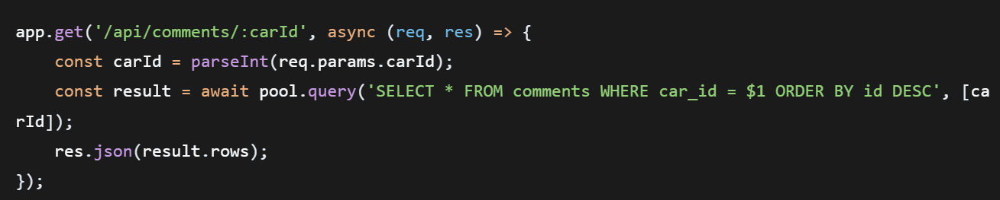 app.get('/api/comments/:carId', async (req, res) => {
    const carId = parseInt(req.params.carId);
    const result = await pool.query('SELECT * FROM comments WHERE car_id = $1 ORDER BY id DESC', [ca
rId]);
    res.json(result.rows);
});